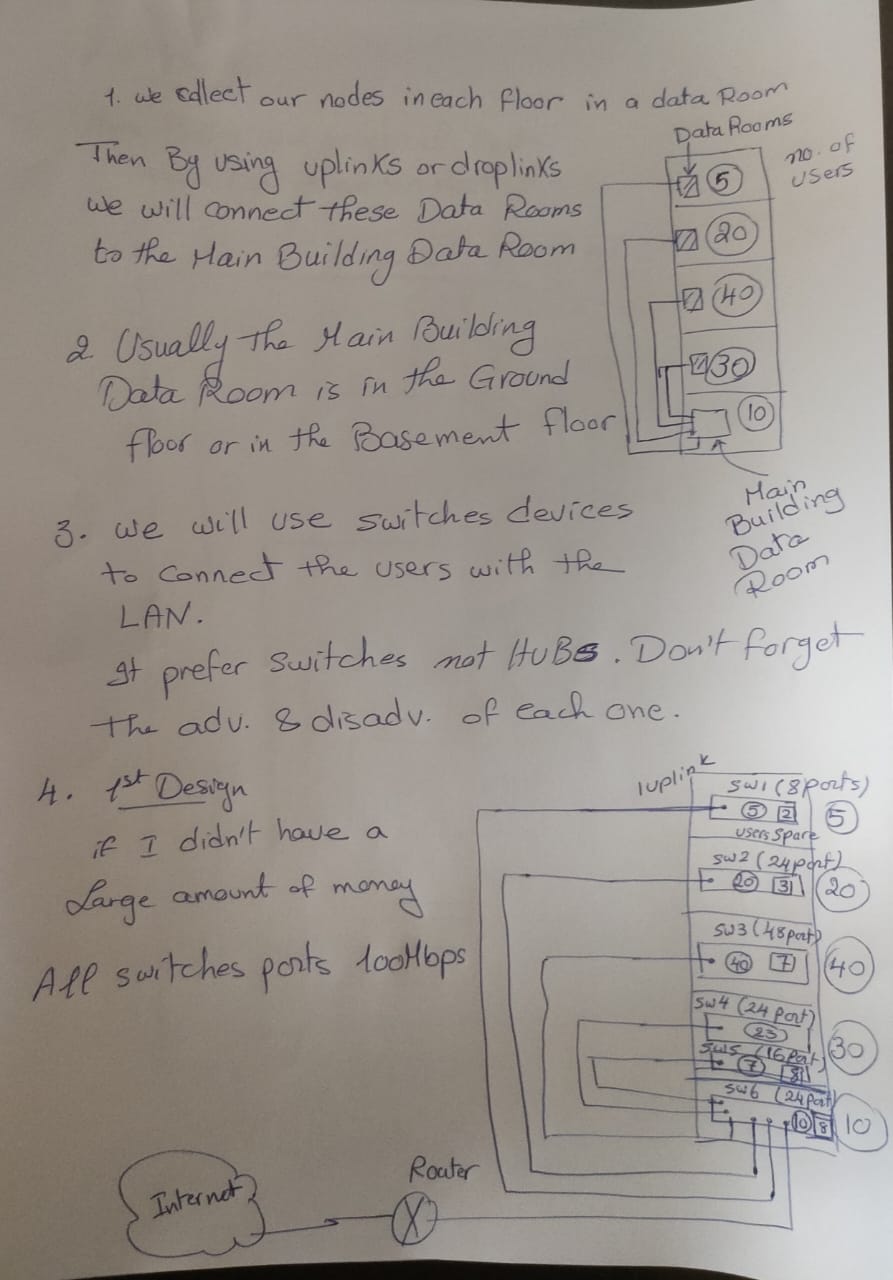 1. we collect our nodes in each floor in a data Room
Data Rooms
no. of
users
Then By using uplinks or droplinks
we will connect these Data Rooms
to the Main Building Data Room
5
20
40
30
10
2 Usually the Main Building
Data Room is in the Ground
floor or in the Basement floor
Main
Building
Data
Room
3. we will use switches devices
to connect the users with the
LAN.
It prefer switches not HUBs. Don't forget
the adv. & disadv. of each one.
4. 1st Design
if I didn't have a
Large amount of money
All switches ports 100Mbps
1uplink
SW1 (8ports)
5 2 5
users spare
SW2 (24port)
20 3 20
SW3 (48port)
40 7 40
SW4 (24 port)
23
SW5 (16port)
7 8 30
SW6 (24port)
10 8 10
Router
Internet